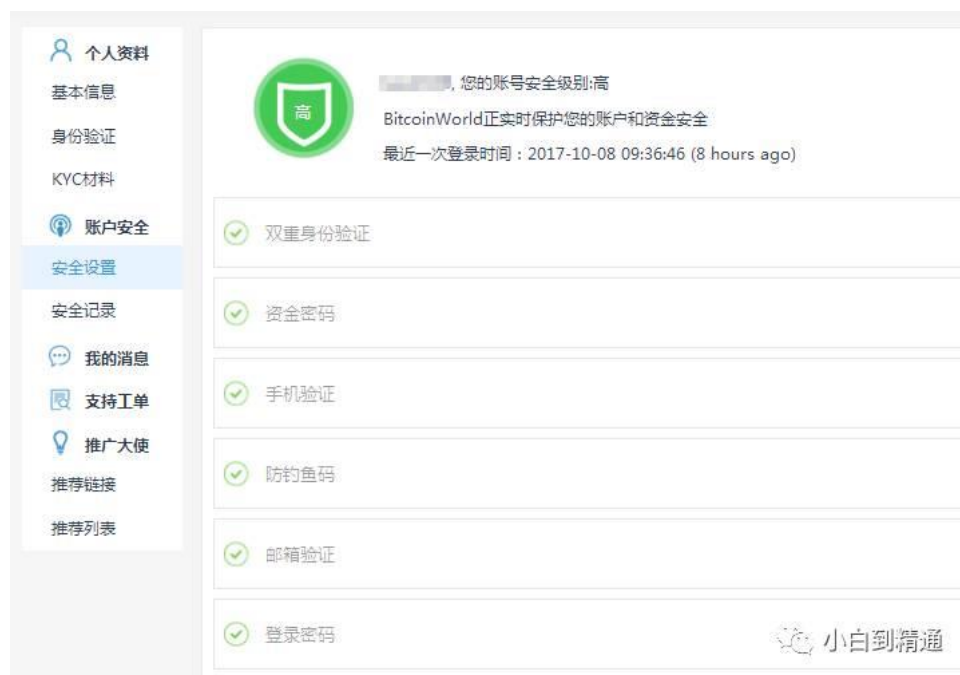 个人资料
基本信息
身份验证
KYC材料
账户安全
安全设置
安全记录
我的消息
支持工单
推广大使
推荐链接
推荐列表
高
, 您的账号安全级别:高
BitcoinWorld正实时保护您的账户和资金安全
最近一次登录时间：2017-10-08 09:36:46 (8 hours ago)
双重身份验证
资金密码
手机验证
防钓鱼码
邮箱验证
登录密码
小白到精通